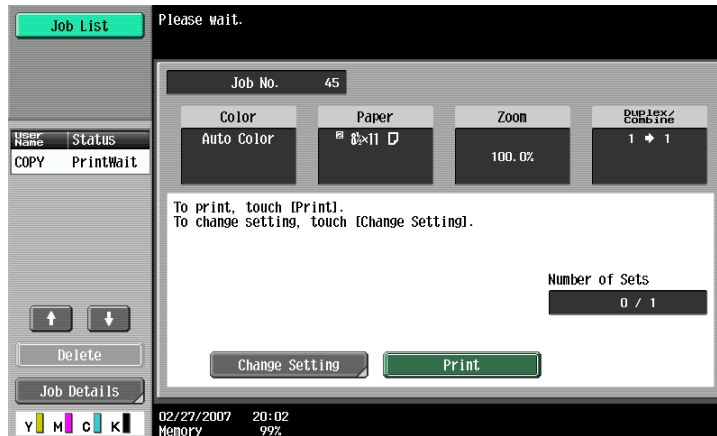 Job List
Please wait.
Job No. 45
Color
Paper
Zoom
Duplex/
Combine
Auto Color
8½×11
100.0%
1 → 1
User
Name
Status
COPY PrintWait
To print, touch [Print].
To change setting, touch [Change Setting].
Number of Sets
0 / 1
Delete
Change Setting
Print
Job Details
Y M C K
02/27/2007 20:02
Memory 99%